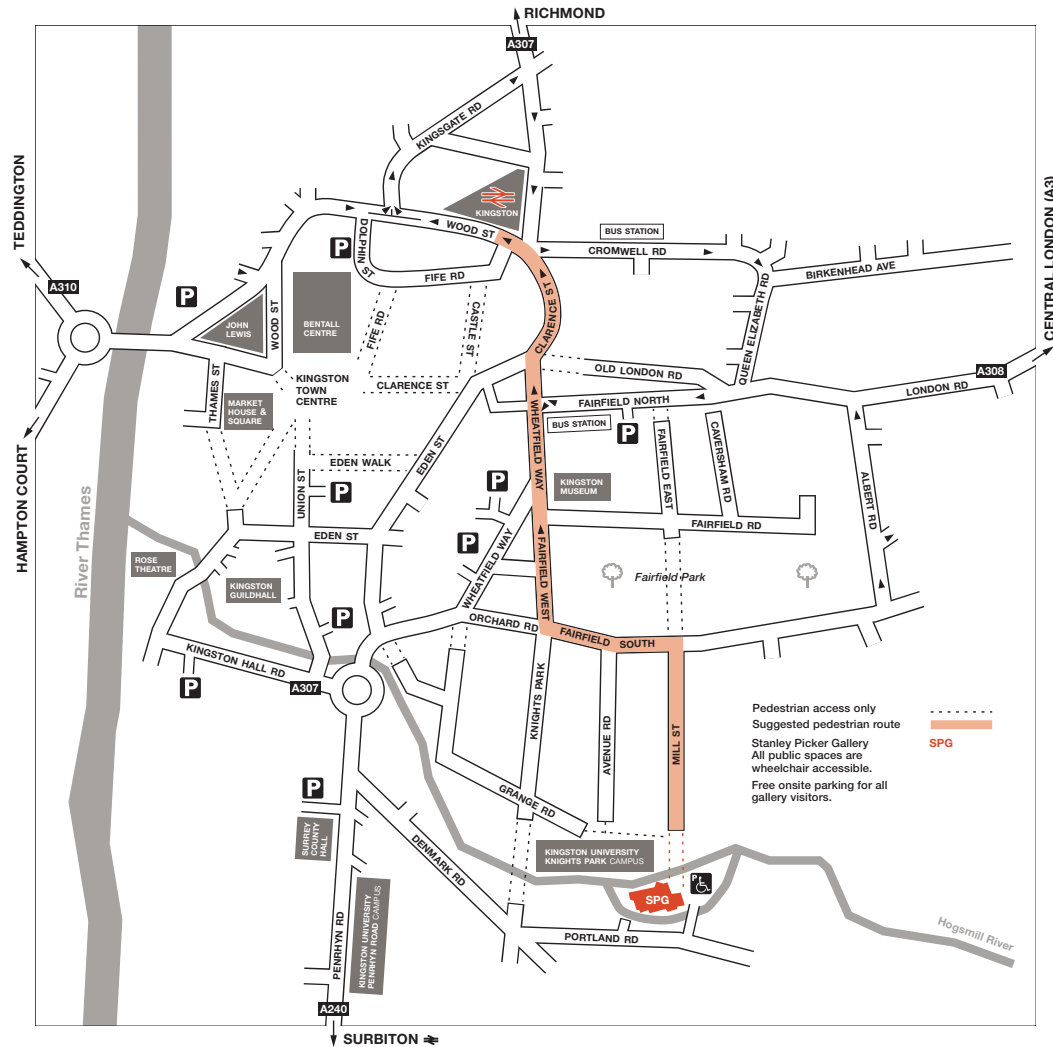 RICHMOND
A307
KINGSGATE RD
TEDDINGTON
CENTRAL LONDON (A3)
KINGSTON
WOOD ST
DOLPHIN ST
BUS STATION
CROMWELL RD
BIRKENHEAD AVE
FIFE RD
A310
QUEEN ELIZABETH RD
CLARENCE ST
JOHN
LEWIS
WOOD ST
BENTALL
CENTRE
FIFE RD
CASTLE ST
OLD LONDON RD
A308
LONDON RD
KINGSTON
TOWN
CENTRE
CLARENCE ST
THAMES ST
MARKET
HOUSE &
SQUARE
FAIRFIELD NORTH
BUS STATION
P
P
P
P
P
P
P
P
P
WHEATFIELD WAY
HAMPTON COURT
EDEN WALK
EDEN ST
UNION ST
FAIRFIELD EAST
CAVERSHAM RD
ALBERT RD
KINGSTON
MUSEUM
River Thames
EDEN ST
FAIRFIELD RD
WHEATFIELD WAY
FAIRFIELD WEST
ROSE
THEATRE
KINGSTON
GUILDHALL
Fairfield Park
ORCHARD RD
FAIRFIELD SOUTH
KINGSTON HALL RD
A307
KNIGHTS PARK
AVENUE RD
MILL ST
Pedestrian access only
Suggested pedestrian route
Stanley Picker Gallery
SPG
All public spaces are
wheelchair accessible.
Free onsite parking for all
gallery visitors.
GRANGE RD
DENMARK RD
SURREY
COUNTY
HALL
KINGSTON UNIVERSITY
KNIGHTS PARK CAMPUS
SPG
P
PORTLAND RD
Hogsmill River
PENRHYN RD
KINGSTON UNIVERSITY
PENRHYN ROAD CAMPUS
A240
SURBITON